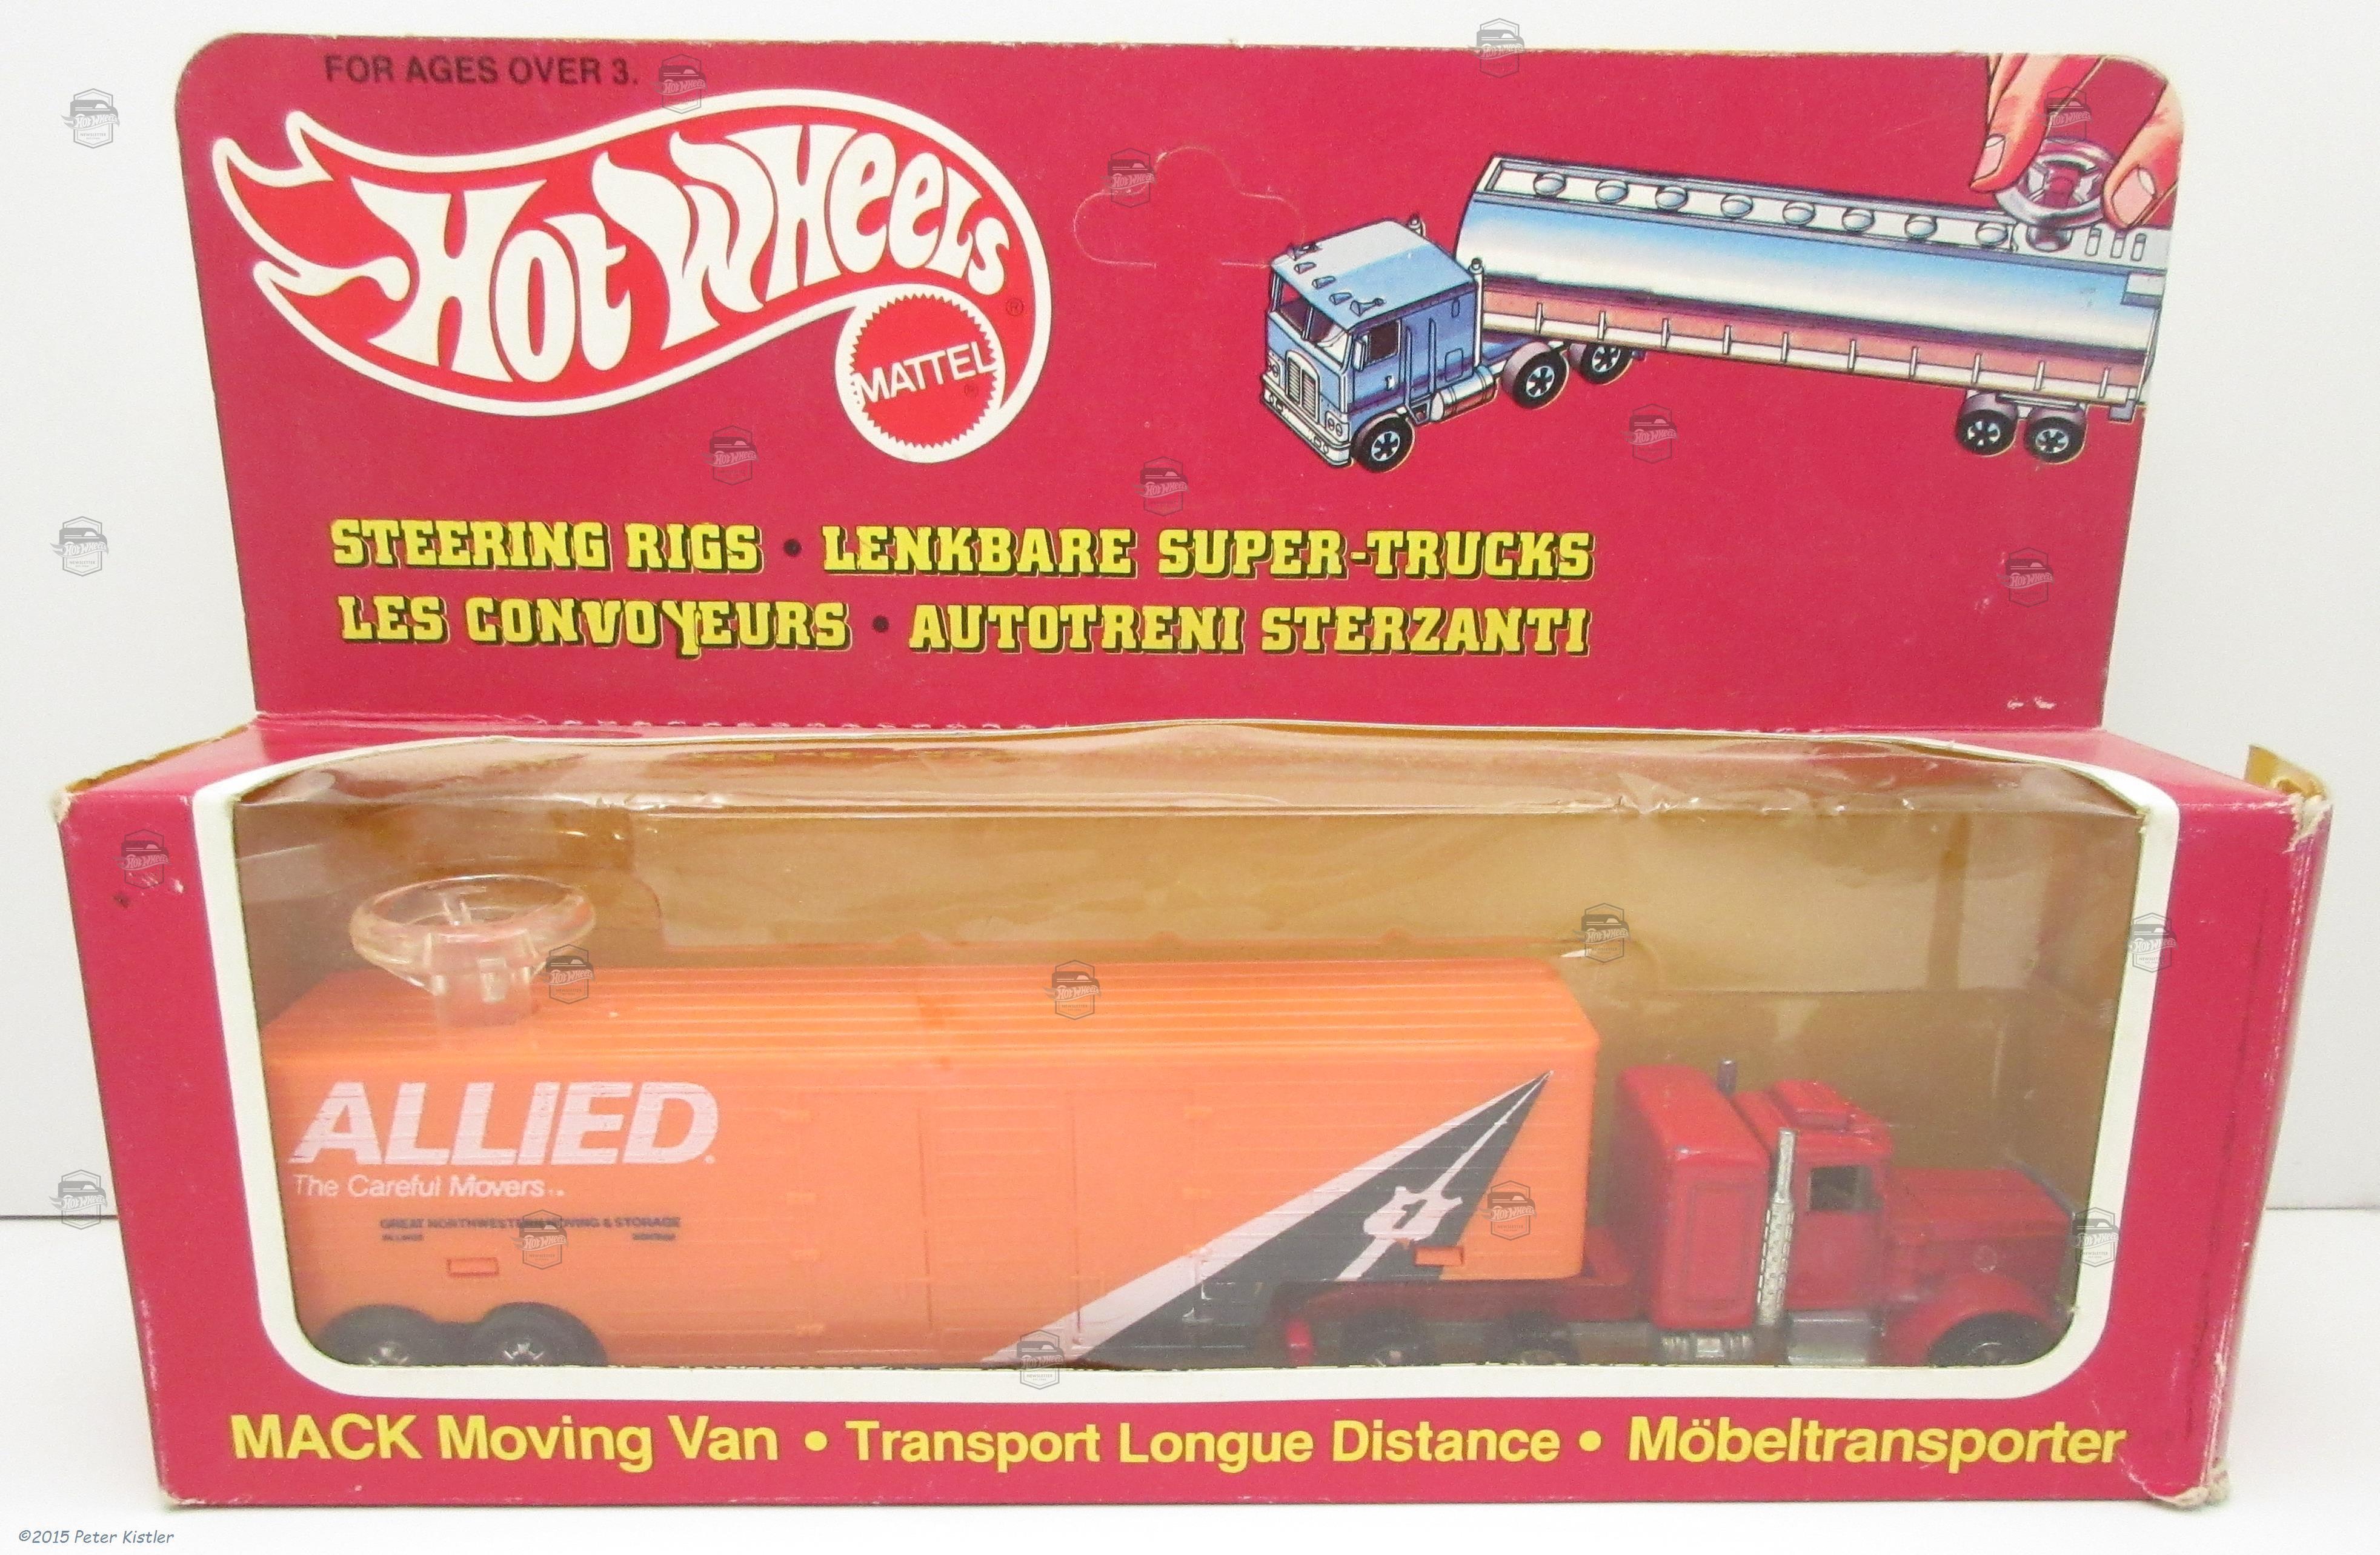 FOR AGES OVER 3.
HOT WHEELS ®
MATTEL ®
STEERING RIGS • LENKBARE SUPER-TRUCKS
LES CONVOYEURS • AUTOTRENI STERZANTI
ALLIED
The Careful Movers
GREAT NORTHWESTERN MOVING & STORAGE
MACK Moving Van • Transport Longue Distance • Möbeltransporter
©2015 Peter Kistler